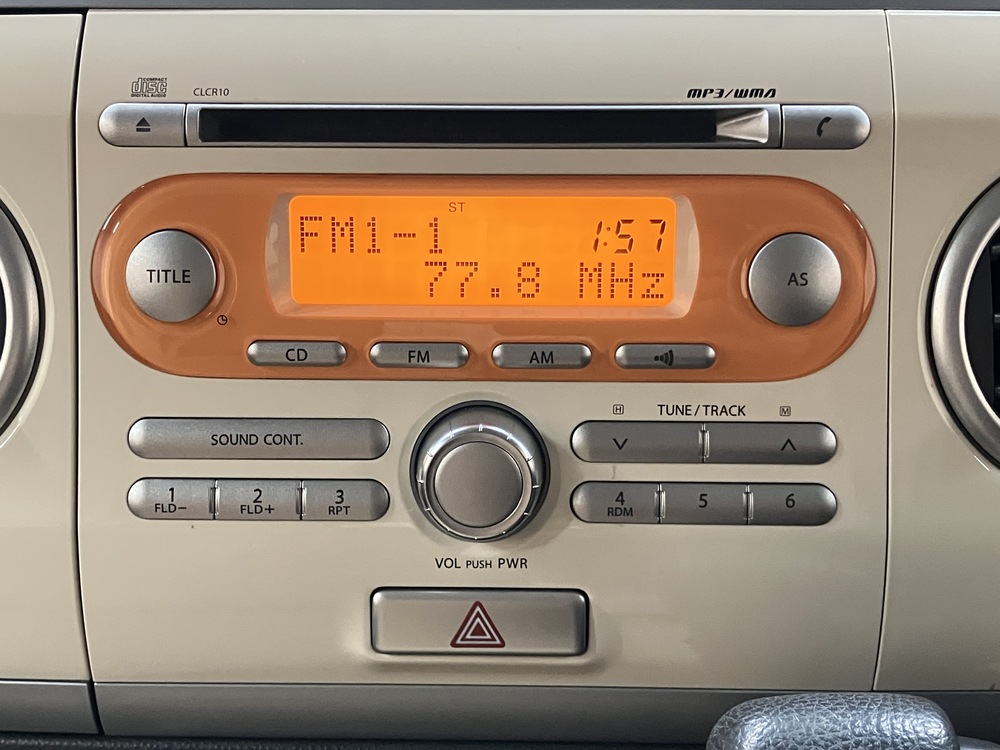 COMPACT
disc
DIGITAL AUDIO
CLCR10
MP3/WMA
ST
FM1-1 1:57
77.8 MHz
TITLE
AS
CD
FM
AM
H
TUNE/TRACK
M
SOUND CONT.
1
FLD−
2
FLD+
3
RPT
4
RDM
5
6
VOL PUSH PWR